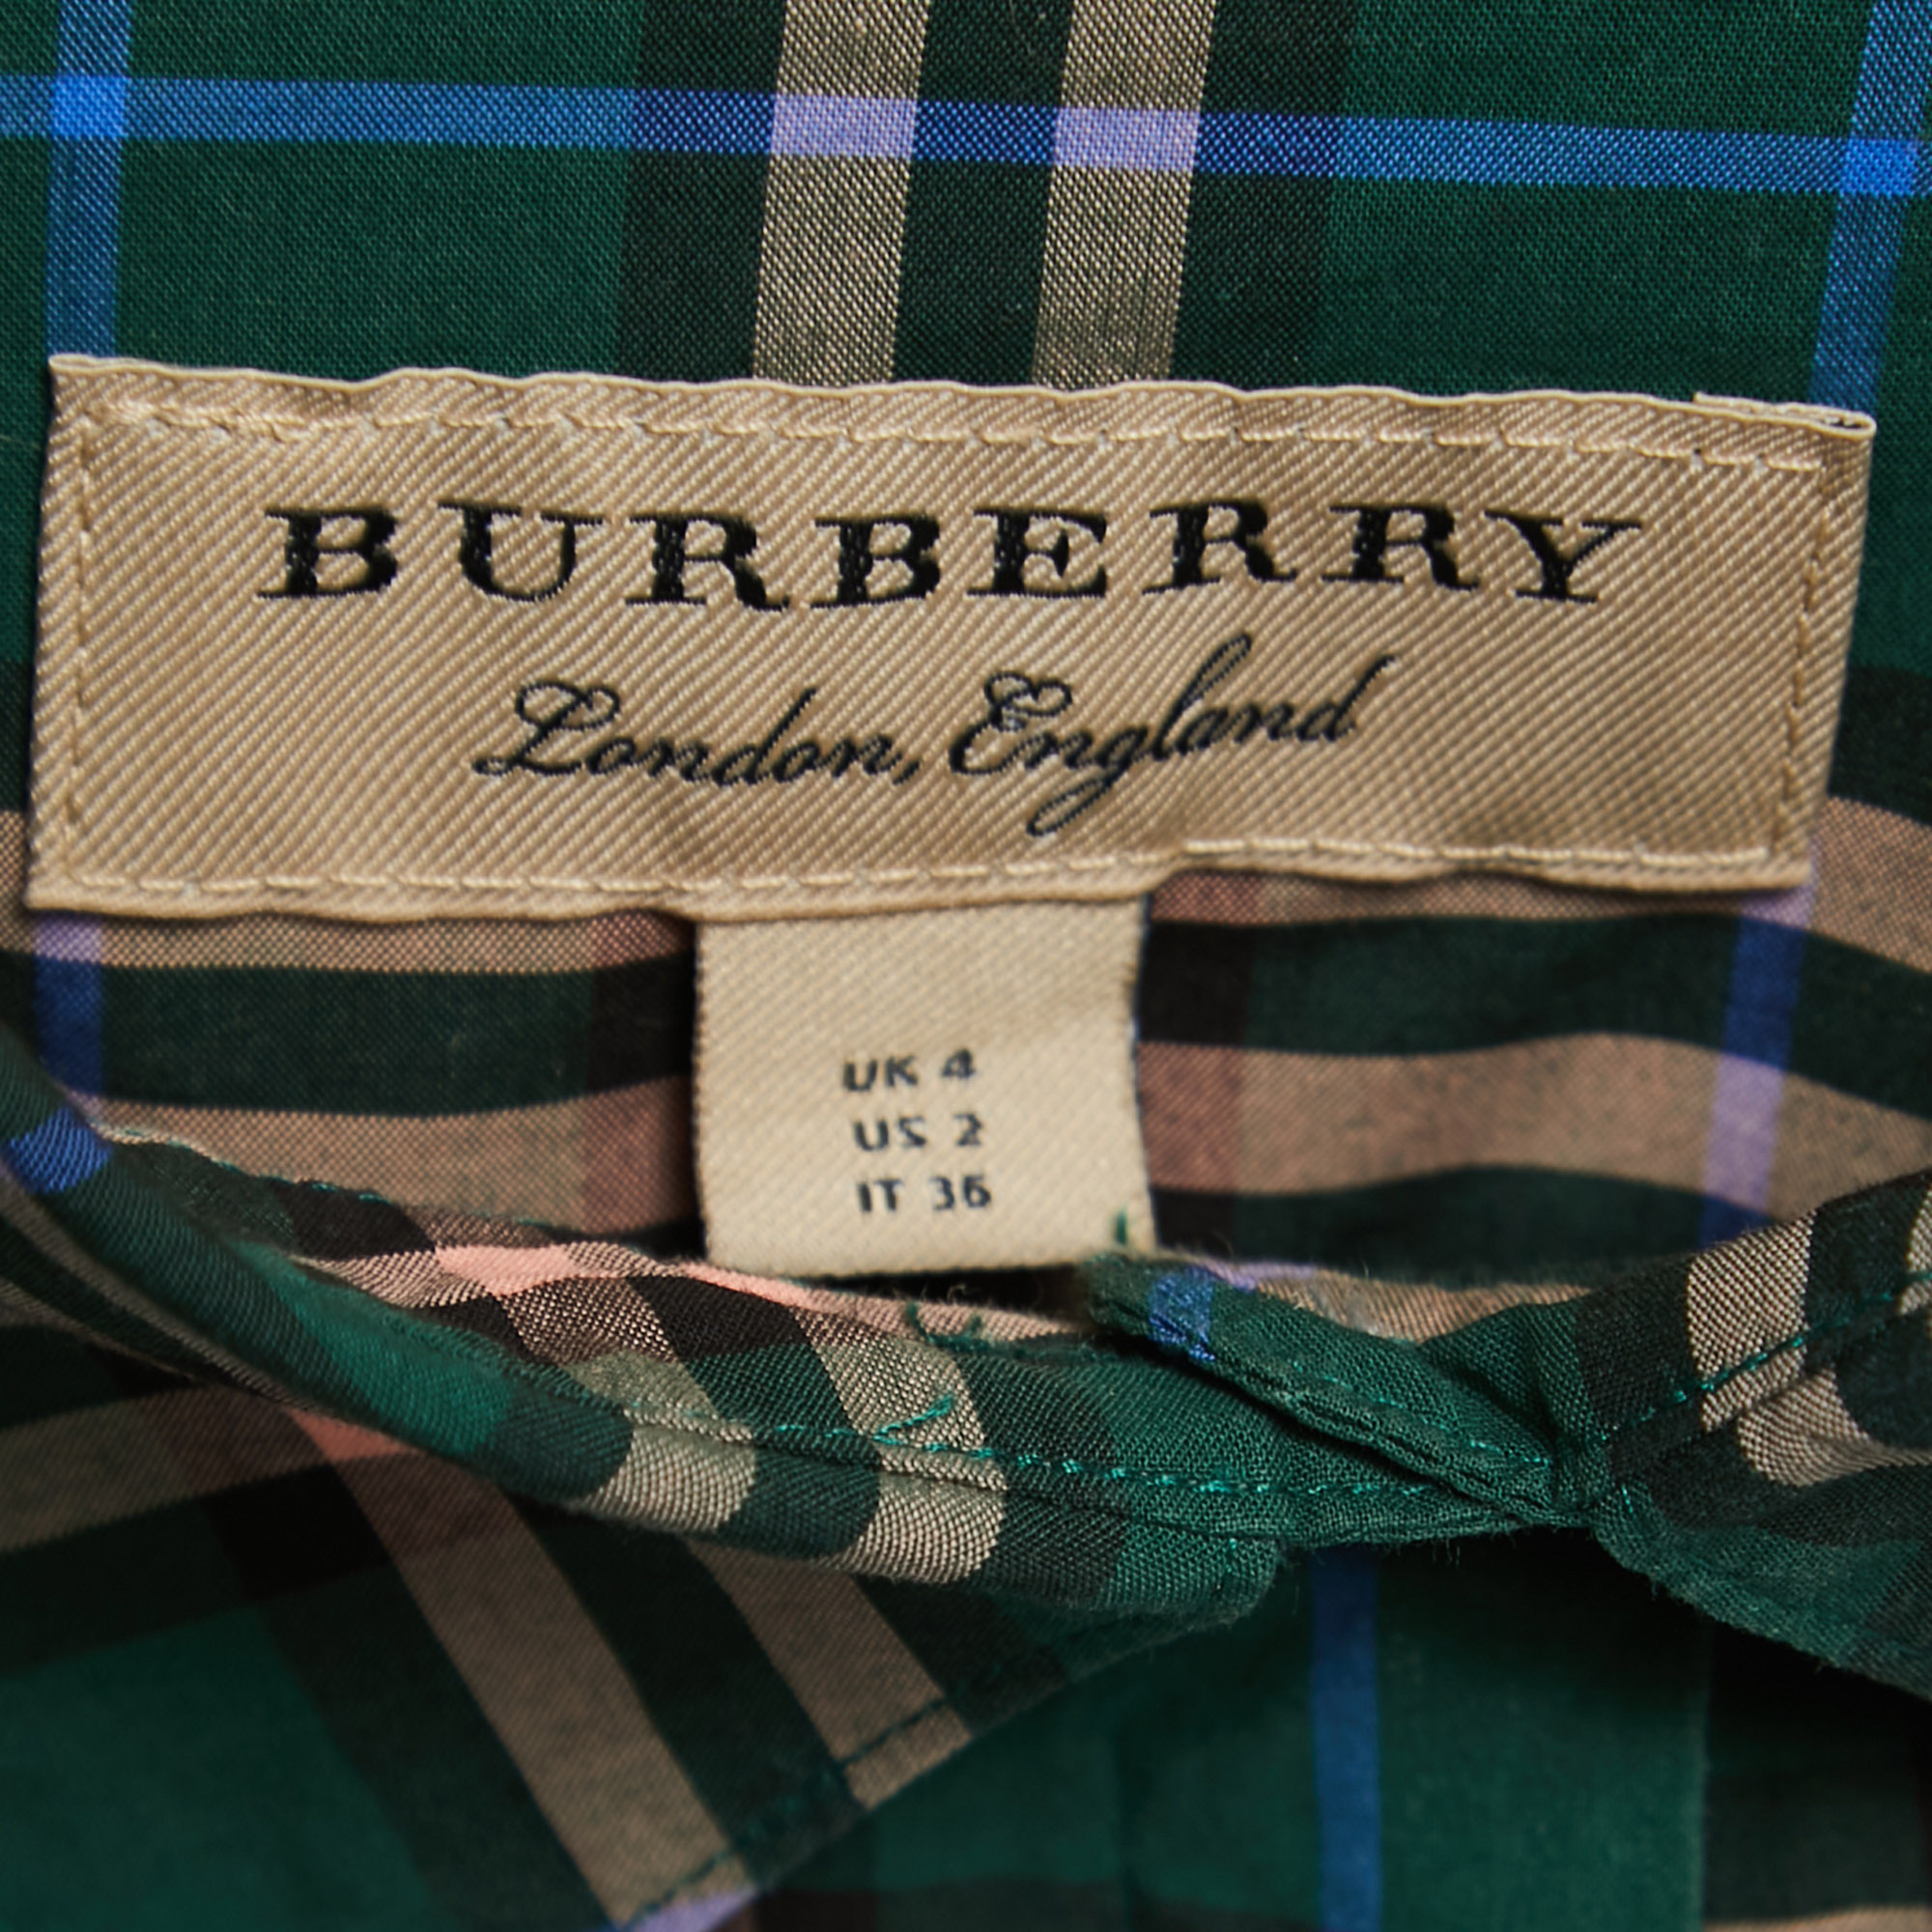 BURBERRY
London, England
UK 4
US 2
IT 36